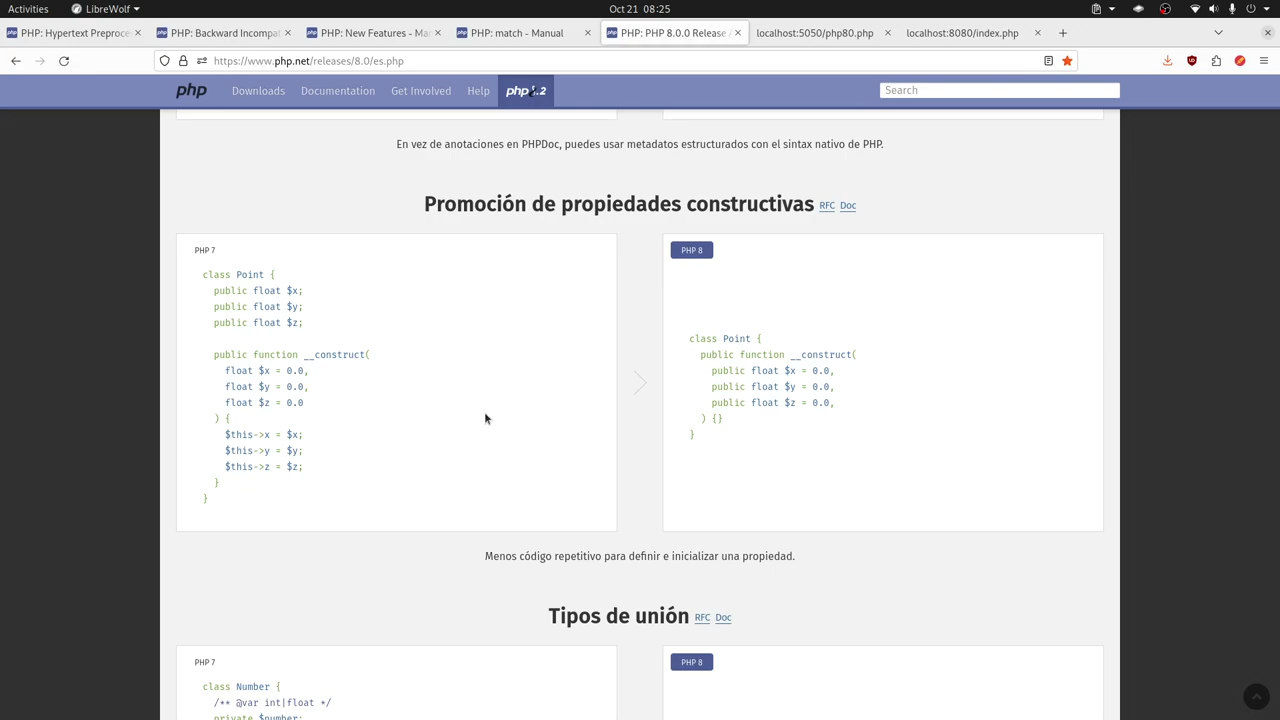 Activities
LibreWolf
Oct 21 08:25
PHP: Hypertext Preproce
PHP: Backward Incompa
PHP: New Features - Ma
PHP: match - Manual
PHP: PHP 8.0.0 Release
localhost:5050/php80.php
localhost:8080/index.php
https://www.php.net/releases/8.0/es.php
php
Downloads
Documentation
Get Involved
Help
Search
En vez de anotaciones en PHPDoc, puedes usar metadatos estructurados con el sintax nativo de PHP.
Promoción de propiedades constructivas RFC Doc
PHP 7
class Point {
public float $x;
public float $y;
public float $z;
public function __construct(
float $x = 0.0,
float $y = 0.0,
float $z = 0.0
) {
$this->x = $x;
$this->y = $y;
$this->z = $z;
}
}
PHP 8
class Point {
public function __construct(
public float $x = 0.0,
public float $y = 0.0,
public float $z = 0.0,
) {}
}
Menos código repetitivo para definir e inicializar una propiedad.
Tipos de unión RFC Doc
PHP 7
class Number {
/** @var int|float */
private $number;
PHP 8